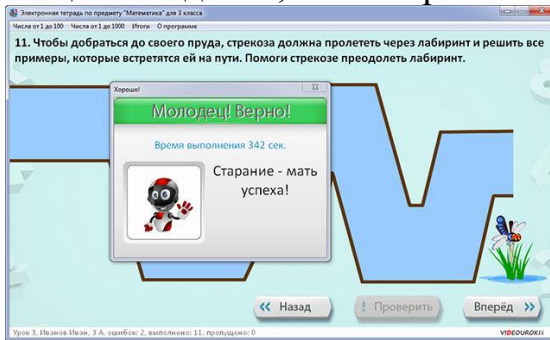 Электронная тетрадь по предмету "Математика" для 3 класса
Числа от 1 до 100 Числа от 1 до 1000 Итоги О программе
11. Чтобы добраться до своего пруда, стрекоза должна пролететь через лабиринт и решить все
примеры, которые встретятся ей на пути. Помоги стрекозе преодолеть лабиринт.
Хорошо!
Молодец! Верно!
Время выполнения 342 сек.
Старание - мать
успеха!
Назад
! Проверить
Вперёд
Урок 3, Иванов Иван, 3 А, ошибок: 2, выполнено: 11, пропущено: 0
VIDEOUROKI